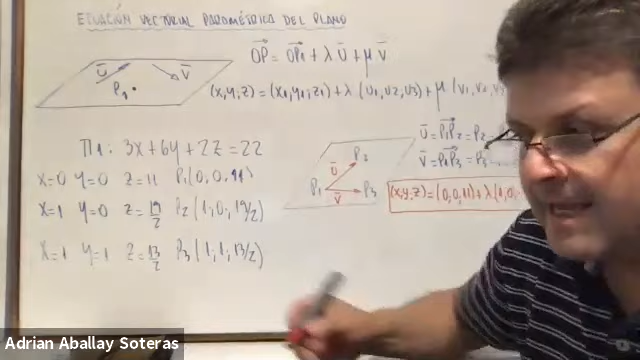 ECUACIÓN VECTORIAL PARAMÉTRICA DEL PLANO
Ū V̄ P1
OP = OP1 + λ Ū + μ V̄
(x,y,z) = (x1,y1,z1) + λ (U1, U2, U3) + μ (V1, V2, V3
Π1: 3x + 6y + 2z = 22
x=0 y=0 z=11 P1(0,0,11)
x=1 y=0 z=19/2 P2(1;0;19/2)
x=1 y=1 z=13/2 P3(1;1;13/2)
P1 P2 P3 Ū V̄
Ū = P1P2 = P2
V̄ = P1P3 = P3
(x,y,z) = (0,0,11) + λ(1,0
Adrian Aballay Soteras